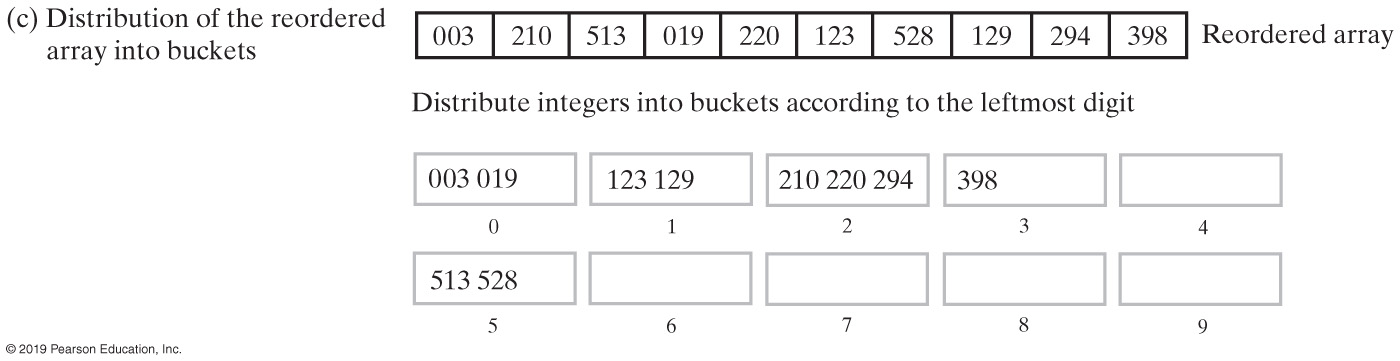 (c) Distribution of the reordered
array into buckets
003 210 513 019 220 123 528 129 294 398 Reordered array
Distribute integers into buckets according to the leftmost digit
003 019 123 129 210 220 294 398
0 1 2 3 4
513 528
5 6 7 8 9
© 2019 Pearson Education, Inc.